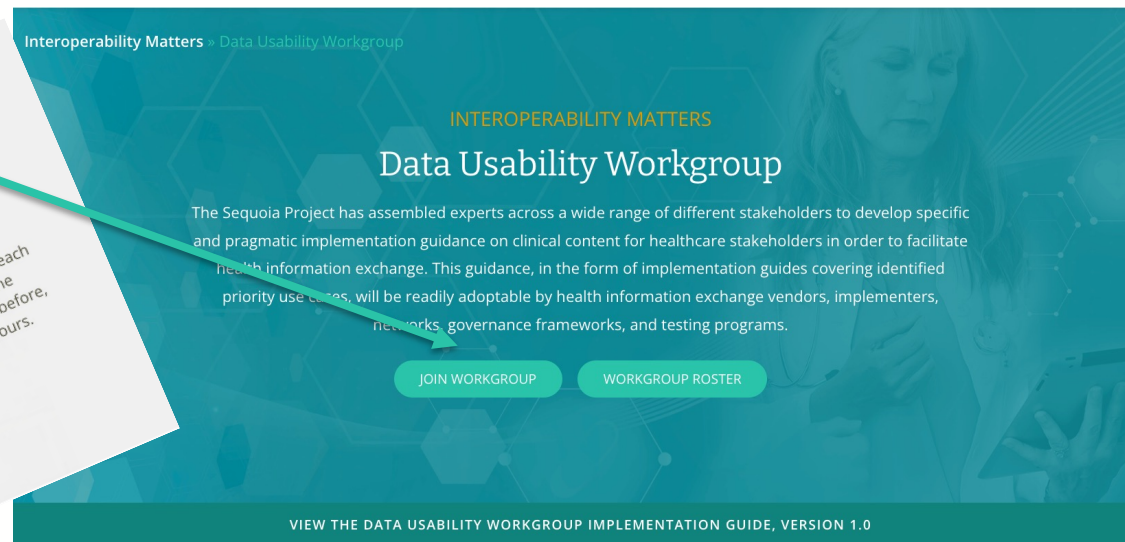 Interoperability Matters » Data Usability Workgroup
INTEROPERABILITY MATTERS
Data Usability Workgroup
The Sequoia Project has assembled experts across a wide range of different stakeholders to develop specific
and pragmatic implementation guidance on clinical content for healthcare stakeholders in order to facilitate
health information exchange. This guidance, in the form of implementation guides covering identified
priority use cases, will be readily adoptable by health information exchange vendors, implementers,
networks, governance frameworks, and testing programs.
JOIN WORKGROUP
WORKGROUP ROSTER
VIEW THE DATA USABILITY WORKGROUP IMPLEMENTATION GUIDE, VERSION 1.0
each
before,